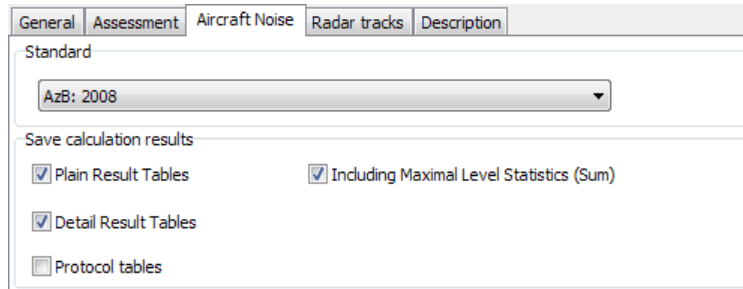 General Assessment Aircraft Noise Radar tracks Description
Standard
AzB: 2008
Save calculation results
Plain Result Tables Including Maximal Level Statistics (Sum)
Detail Result Tables
Protocol tables